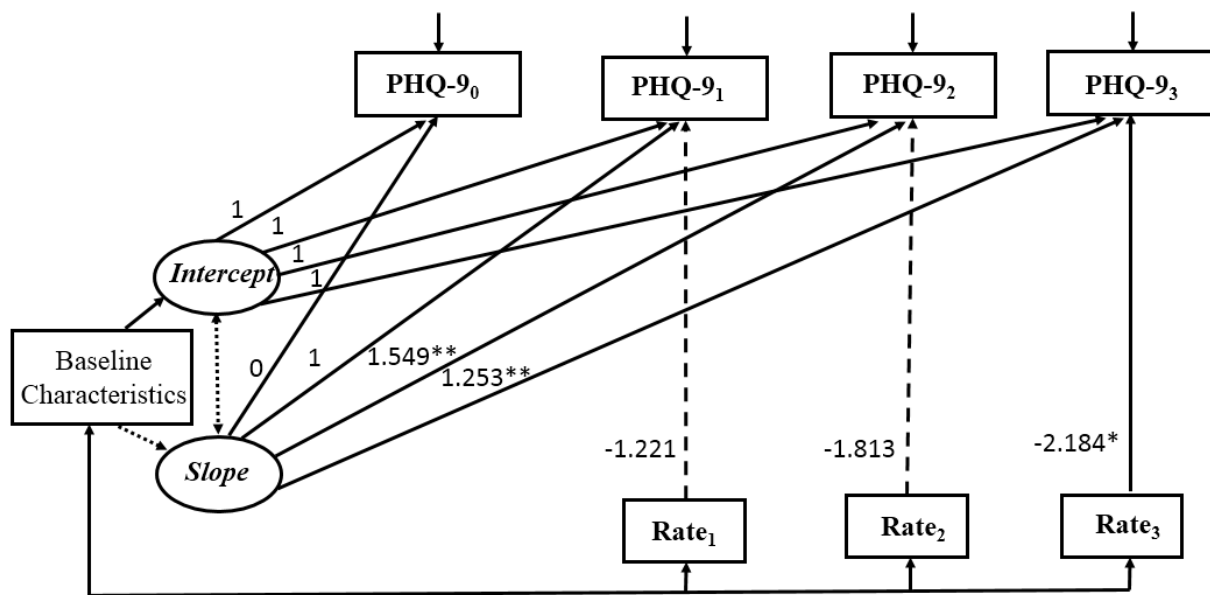 PHQ-9₀ PHQ-9₁ PHQ-9₂ PHQ-9₃
1
1
1
Intercept 1
Baseline
Characteristics
0 1 1.549** 1.253**
Slope
-1.221 -1.813 -2.184*
Rate₁ Rate₂ Rate₃